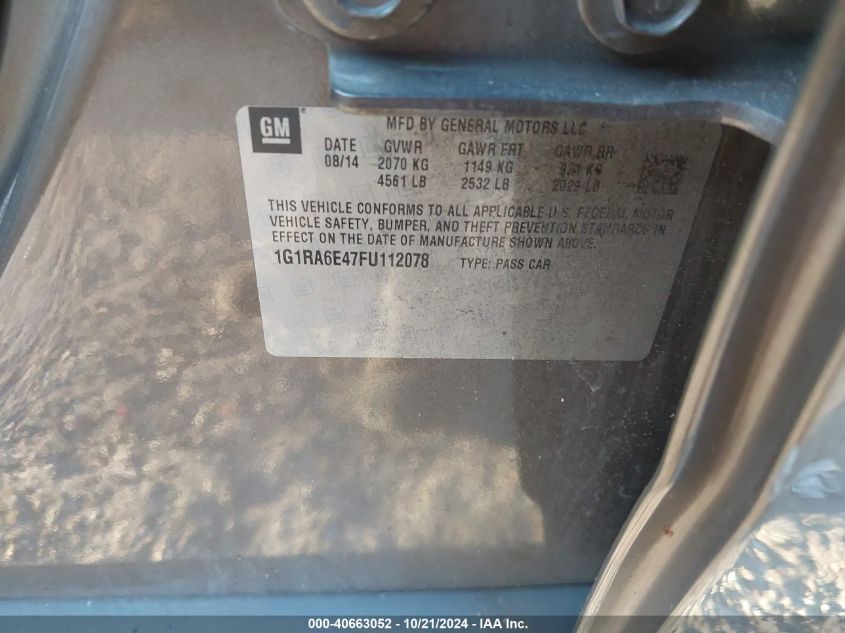 GM
MFD BY GENERAL MOTORS LLC
DATE GVWR GAWR FRT GAWR RR
08/14 2070 KG 1149 KG KG
4561 LB 2532 LB 2029 LB
THIS VEHICLE CONFORMS TO ALL APPLICABLE U.S. FEDERAL MOTOR
VEHICLE SAFETY, BUMPER, AND THEFT PREVENTION STANDARDS IN
EFFECT ON THE DATE OF MANUFACTURE SHOWN ABOVE.
1G1RA6E47FU112078 TYPE: PASS CAR
000-40663052 / 10/21/2024 - IAA Inc.